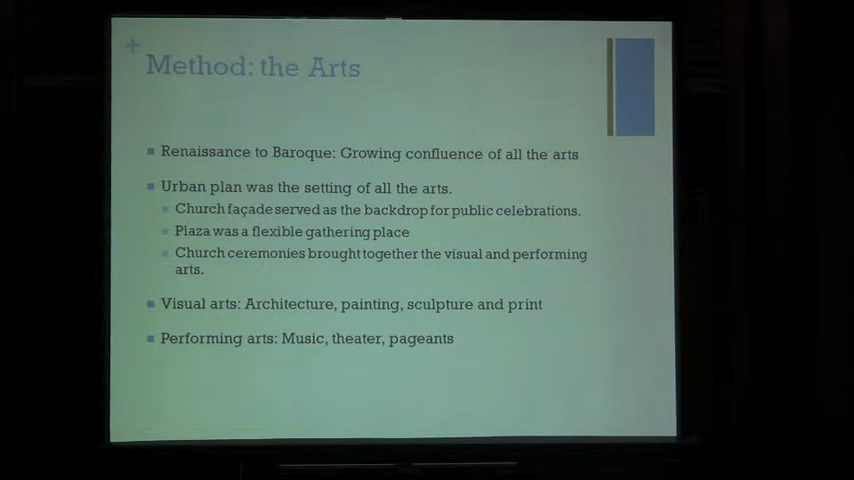 +
Method: the Arts
Renaissance to Baroque: Growing confluence of all the arts
Urban plan was the setting of all the arts.
Church façade served as the backdrop for public celebrations.
Plaza was a flexible gathering place
Church ceremonies brought together the visual and performing
arts.
Visual arts: Architecture, painting, sculpture and print
Performing arts: Music, theater, pageants